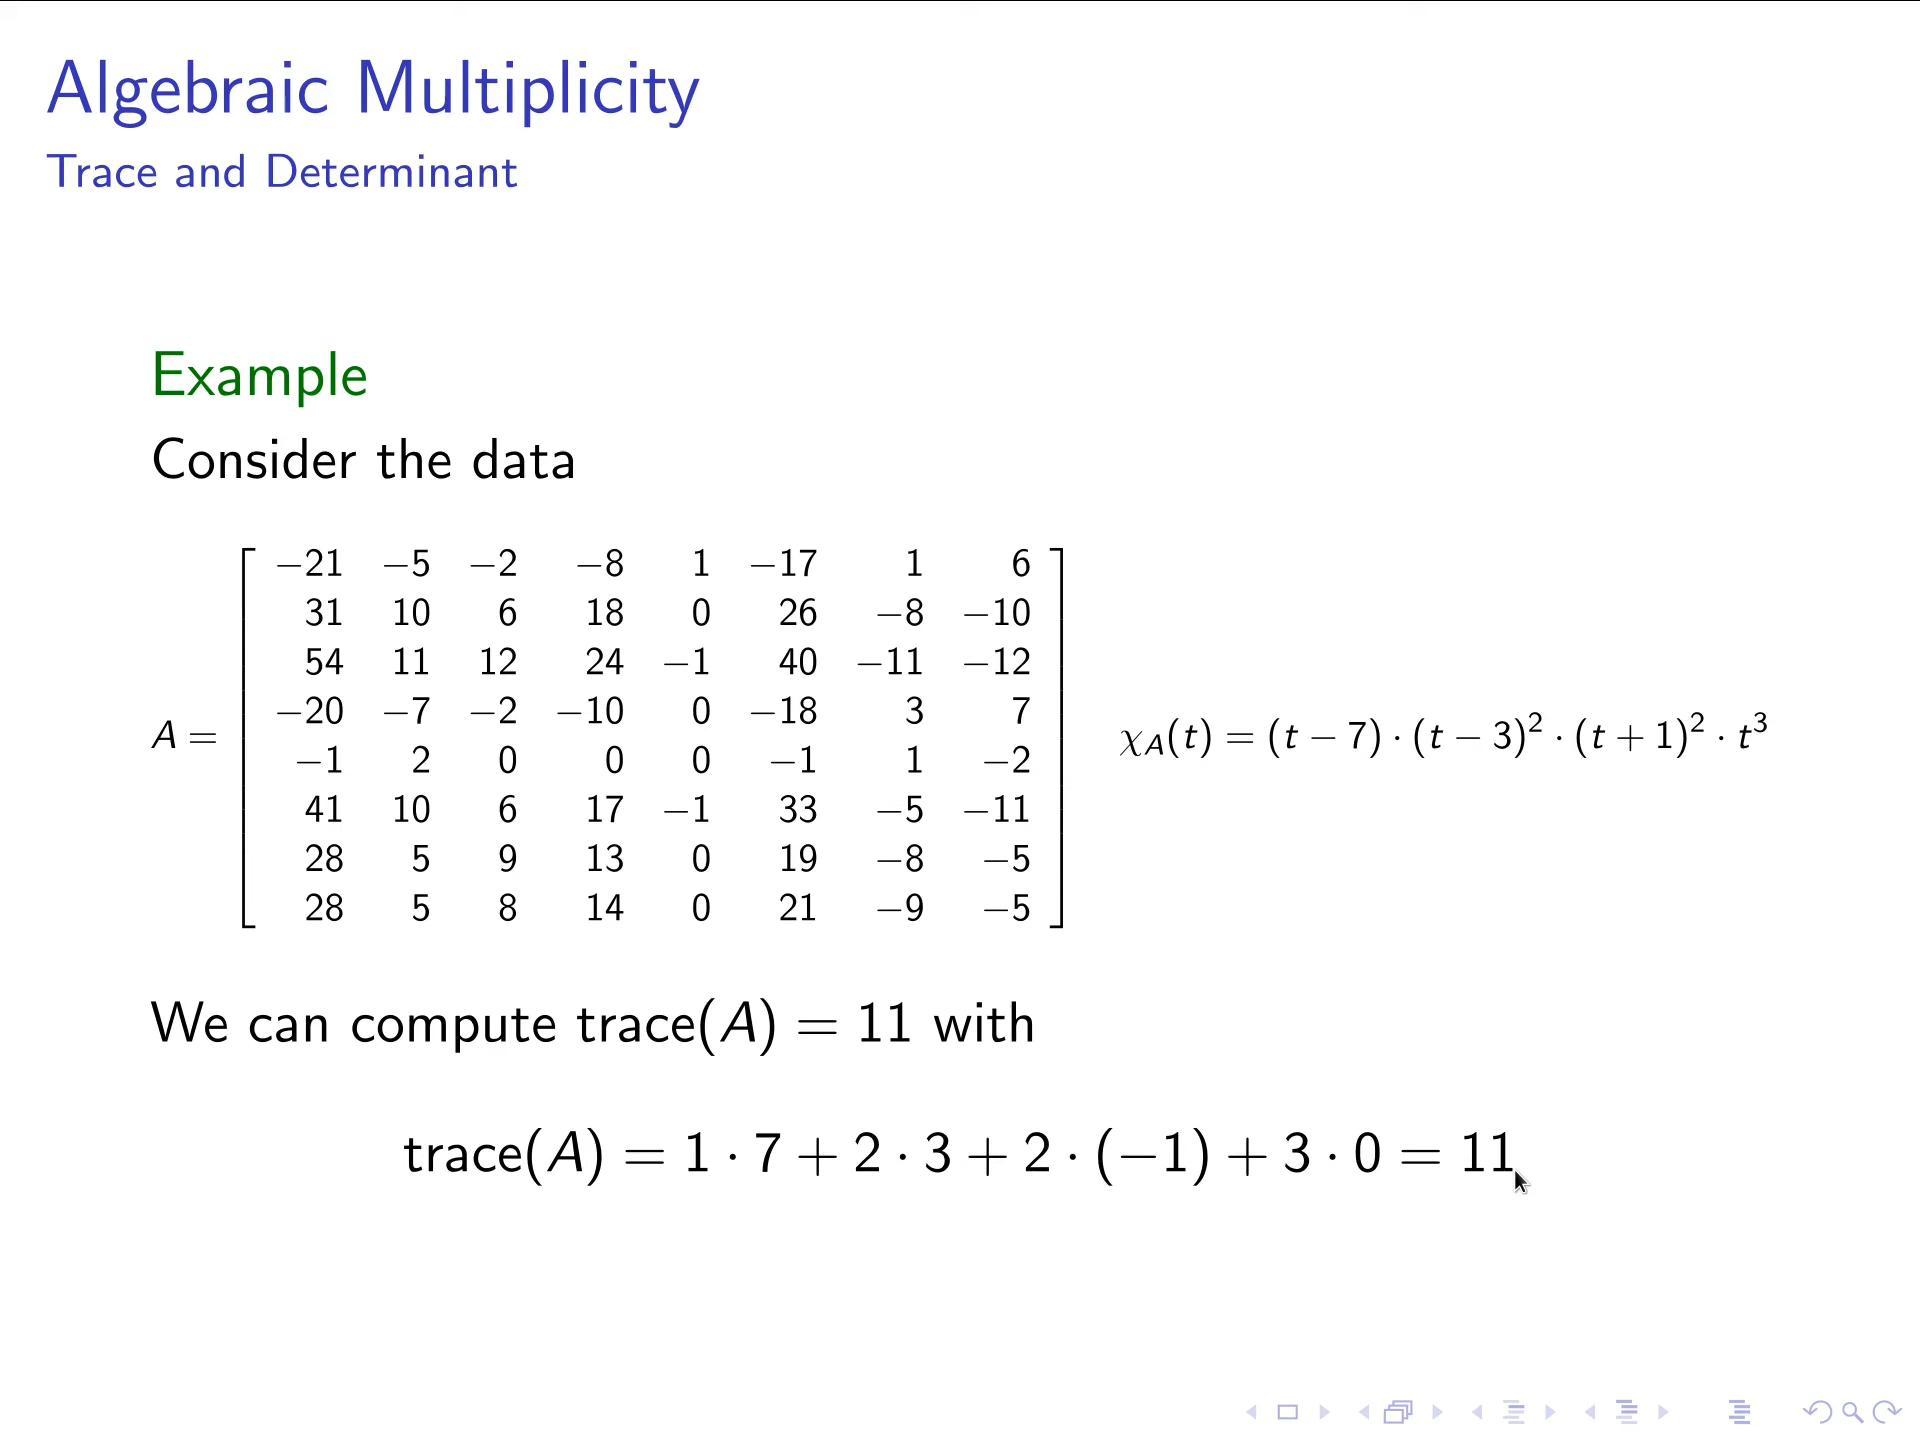 Algebraic Multiplicity
Trace and Determinant
Example
Consider the data
−21 −5 −2 −8 1 −17 1 6
31 10 6 18 0 26 −8 −10
54 11 12 24 −1 40 −11 −12
−20 −7 −2 −10 0 −18 3 7
A = χ_A(t) = (t − 7) · (t − 3)² · (t + 1)² · t³
−1 2 0 0 0 −1 1 −2
41 10 6 17 −1 33 −5 −11
28 5 9 13 0 19 −8 −5
28 5 8 14 0 21 −9 −5
We can compute trace(A) = 11 with
trace(A) = 1 · 7 + 2 · 3 + 2 · (−1) + 3 · 0 = 11